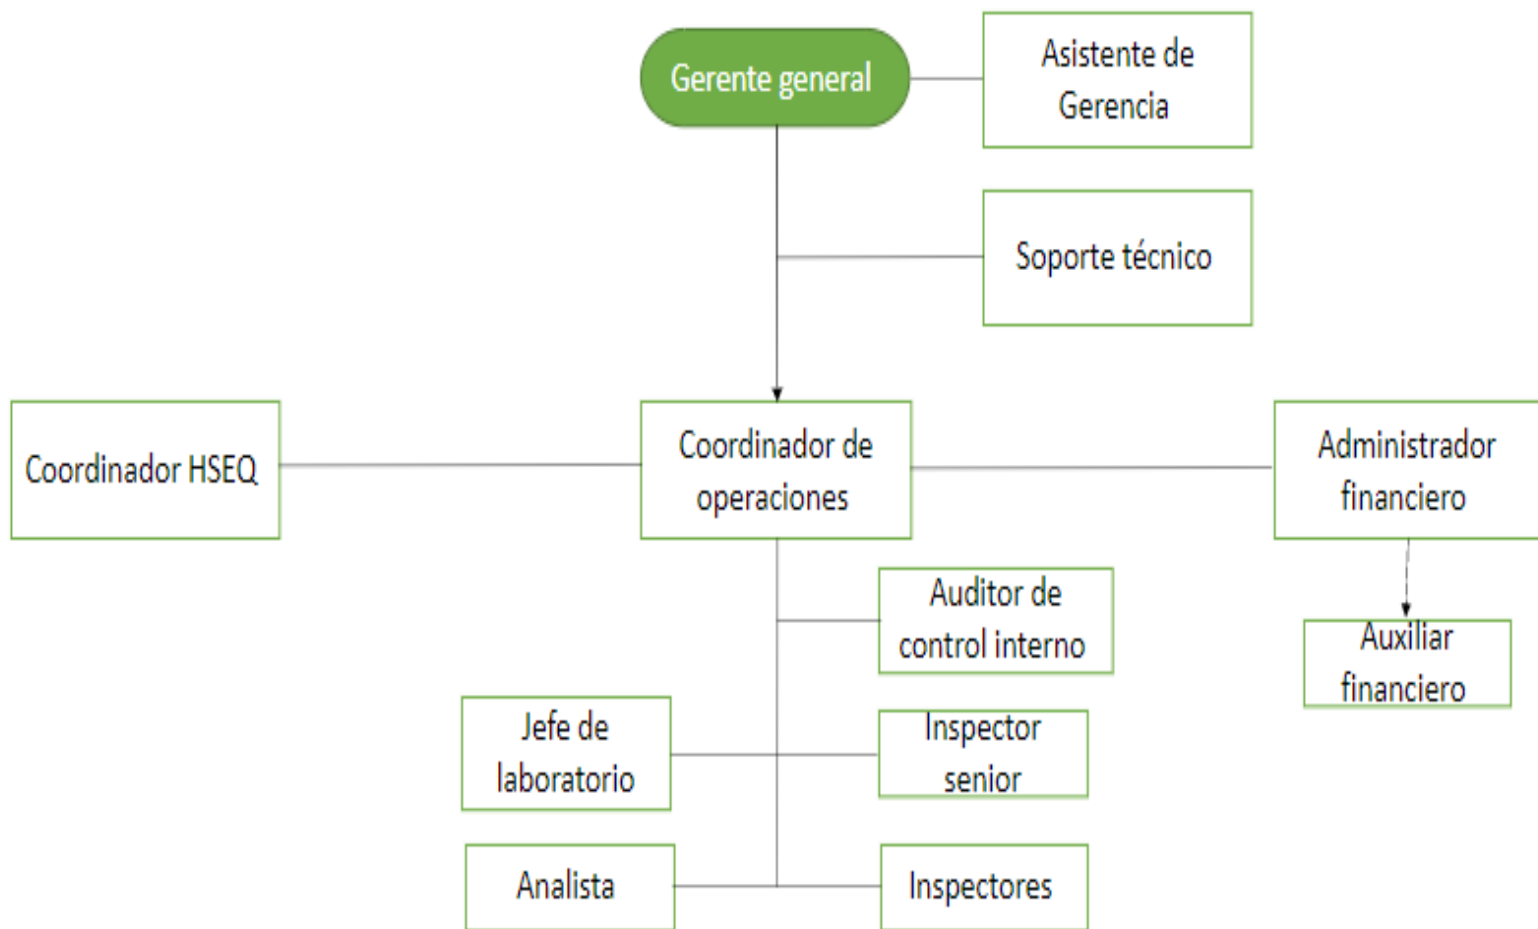 Gerente general
Asistente de
Gerencia
Soporte técnico
Coordinador HSEQ
Coordinador de
operaciones
Administrador
financiero
Auditor de
control interno
Auxiliar
financiero
Jefe de
laboratorio
Inspector
senior
Analista
Inspectores